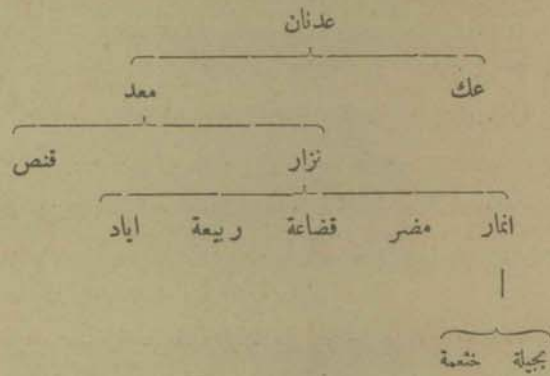 عدنان
عك معد
نزار قنص
انمار مضر قضاعة ربيعة اياد
بجيلة خثعمة